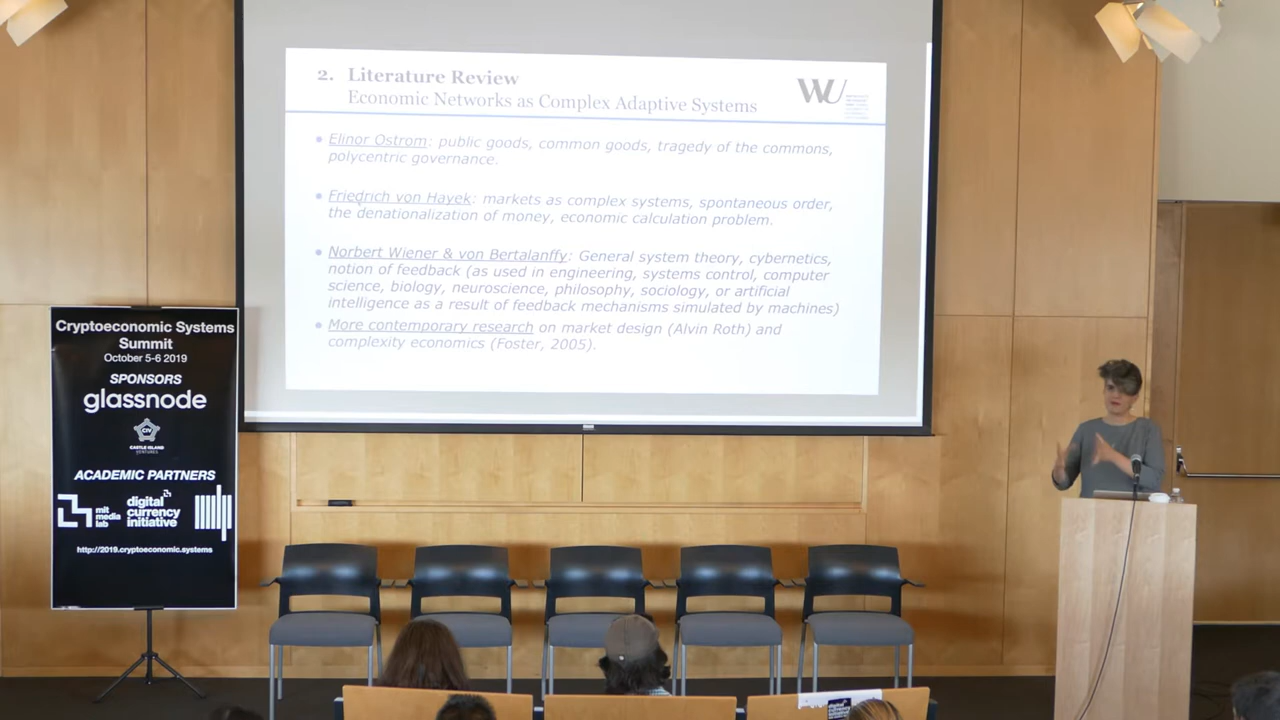 2. Literature Review
Economic Networks as Complex Adaptive Systems
WU
• Elinor Ostrom: public goods, common goods, tragedy of the commons,
polycentric governance.
• Friedrich von Hayek: markets as complex systems, spontaneous order,
the denationalization of money, economic calculation problem.
• Norbert Wiener & von Bertalanffy: General system theory, cybernetics,
notion of feedback (as used in engineering, systems control, computer
science, biology, neuroscience, philosophy, sociology, or artificial
intelligence as a result of feedback mechanisms simulated by machines)
• More contemporary research on market design (Alvin Roth) and
complexity economics (Foster, 2005).
Cryptoeconomic Systems
Summit
October 5-6 2019
SPONSORS
glassnode
CIV
CASTLE ISLAND
VENTURES
ACADEMIC PARTNERS
mit
media
lab
digital
currency
initiative
http://2019.cryptoeconomic.systems
digital
currency
initiative